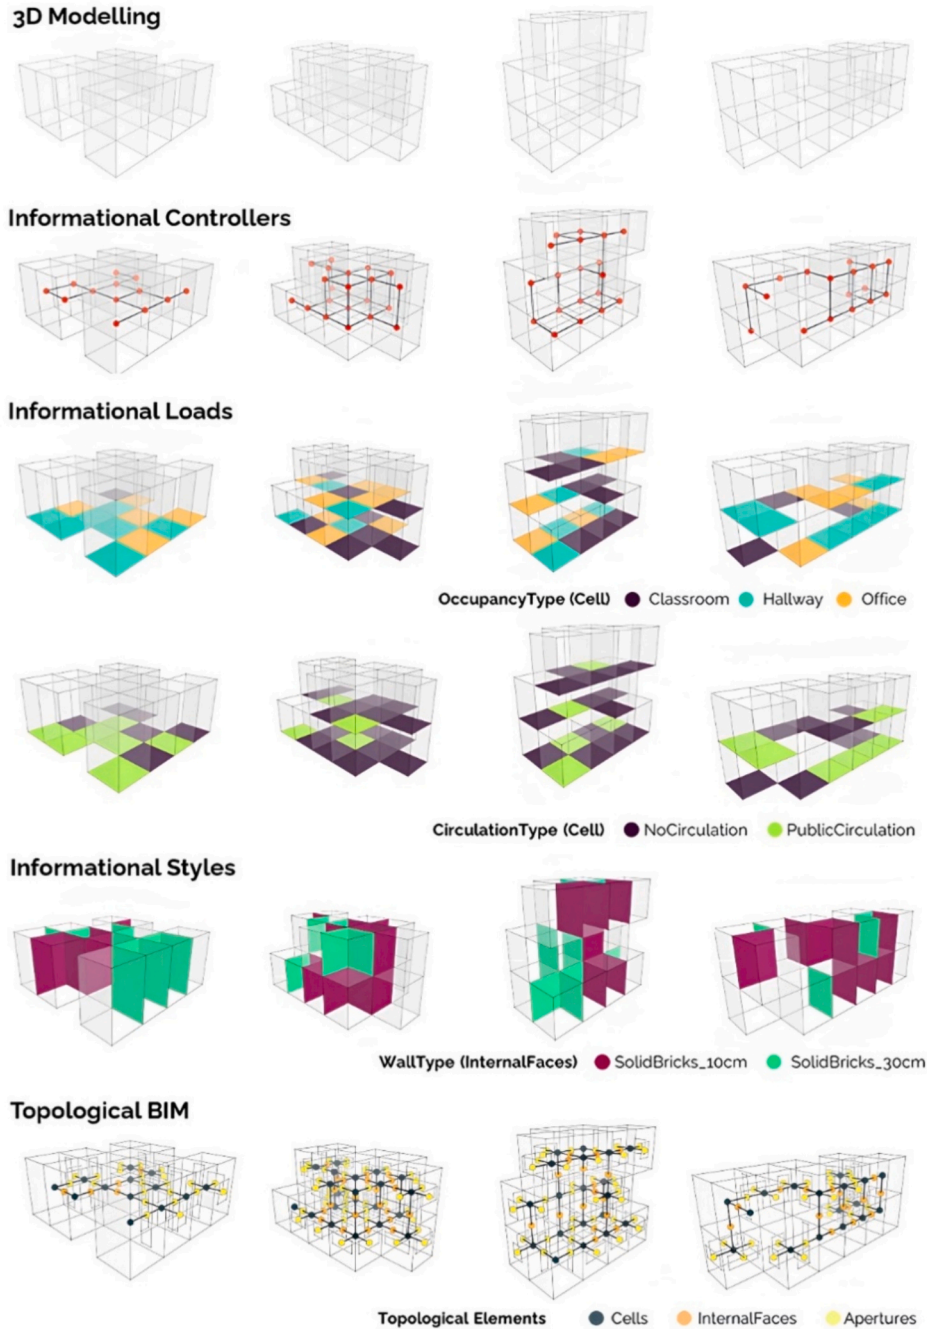 3D Modelling
Informational Controllers
Informational Loads
OccupancyType (Cell) Classroom Hallway Office
CirculationType (Cell) NoCirculation PublicCirculation
Informational Styles
WallType (InternalFaces) SolidBricks_10cm SolidBricks_30cm
Topological BIM
Topological Elements Cells InternalFaces Apertures